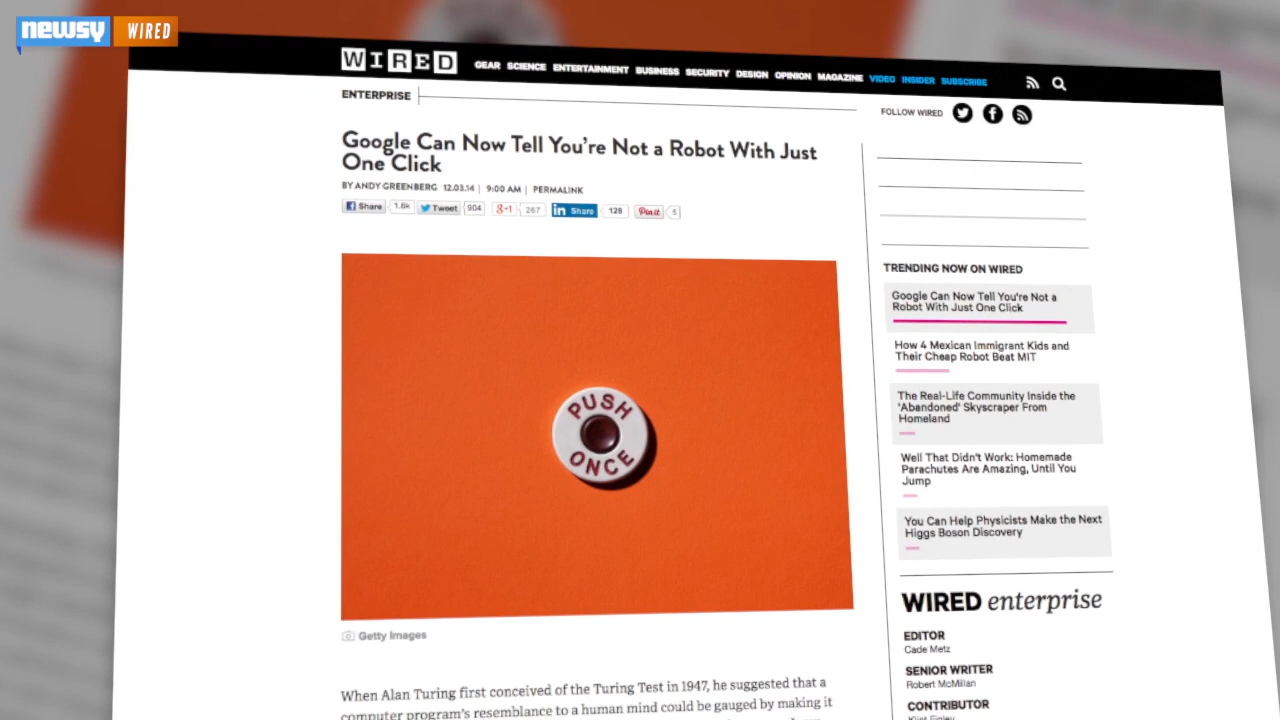 newsy WIRED
WIRED GEAR SCIENCE ENTERTAINMENT BUSINESS SECURITY DESIGN OPINION MAGAZINE VIDEO INSIDER SUBSCRIBE
ENTERPRISE
Google Can Now Tell You're Not a Robot With Just
One Click
BY ANDY GREENBERG 12.03.14 | 9:00 AM | PERMALINK
Share 1.6k Tweet 904 g+1 267 in Share 128 Pin it 5
PUSH
ONCE
Getty Images
When Alan Turing first conceived of the Turing Test in 1947, he suggested that a
computer program's resemblance to a human mind could be gauged by making it
FOLLOW WIRED
TRENDING NOW ON WIRED
Google Can Now Tell You're Not a
Robot With Just One Click
How 4 Mexican Immigrant Kids and
Their Cheap Robot Beat MIT
The Real-Life Community Inside the
'Abandoned' Skyscraper From
Homeland
Well That Didn't Work: Homemade
Parachutes Are Amazing, Until You
Jump
You Can Help Physicists Make the Next
Higgs Boson Discovery
WIRED enterprise
EDITOR
Cade Metz
SENIOR WRITER
Robert McMillan
CONTRIBUTOR
Klint Finley